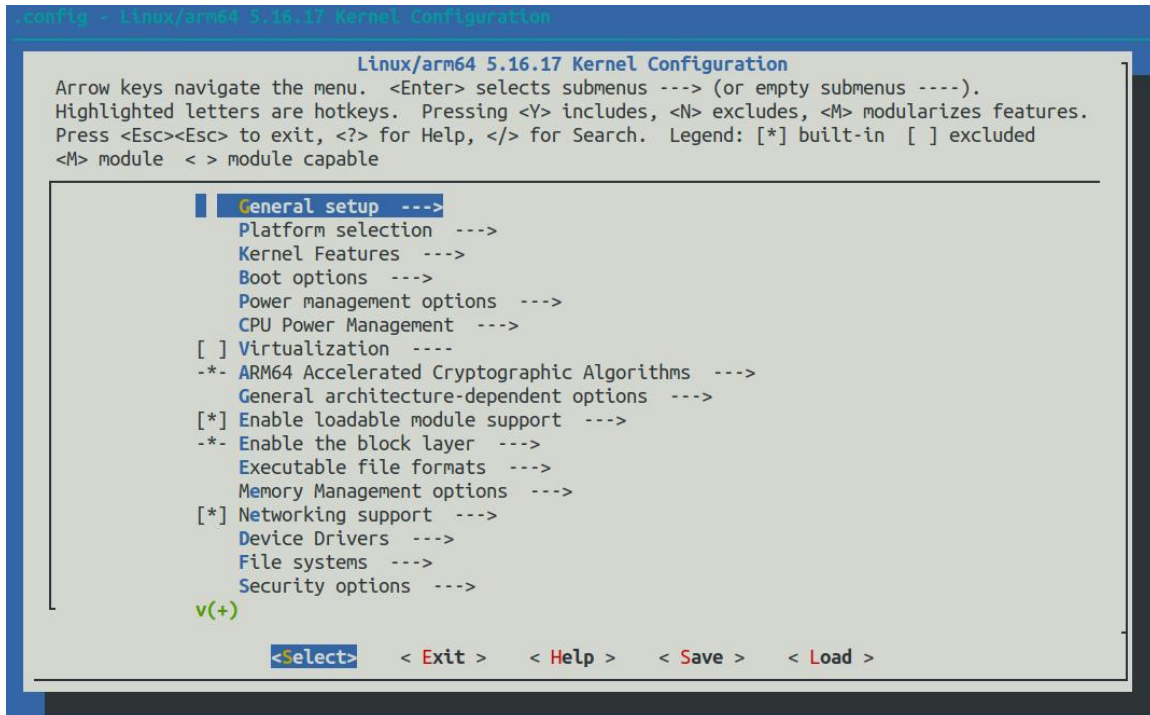 .config - Linux/arm64 5.16.17 Kernel Configuration
Linux/arm64 5.16.17 Kernel Configuration
Arrow keys navigate the menu.  <Enter> selects submenus ---> (or empty submenus ----).
Highlighted letters are hotkeys.  Pressing <Y> includes, <N> excludes, <M> modularizes features.
Press <Esc><Esc> to exit, <?> for Help, </> for Search.  Legend: [*] built-in  [ ] excluded
<M> module  < > module capable
General setup  --->
Platform selection  --->
Kernel Features  --->
Boot options  --->
Power management options  --->
CPU Power Management  --->
[ ] Virtualization  ----
-*- ARM64 Accelerated Cryptographic Algorithms  --->
General architecture-dependent options  --->
[*] Enable loadable module support  --->
-*- Enable the block layer  --->
Executable file formats  --->
Memory Management options  --->
[*] Networking support  --->
Device Drivers  --->
File systems  --->
Security options  --->
v(+)
<Select>    < Exit >    < Help >    < Save >    < Load >